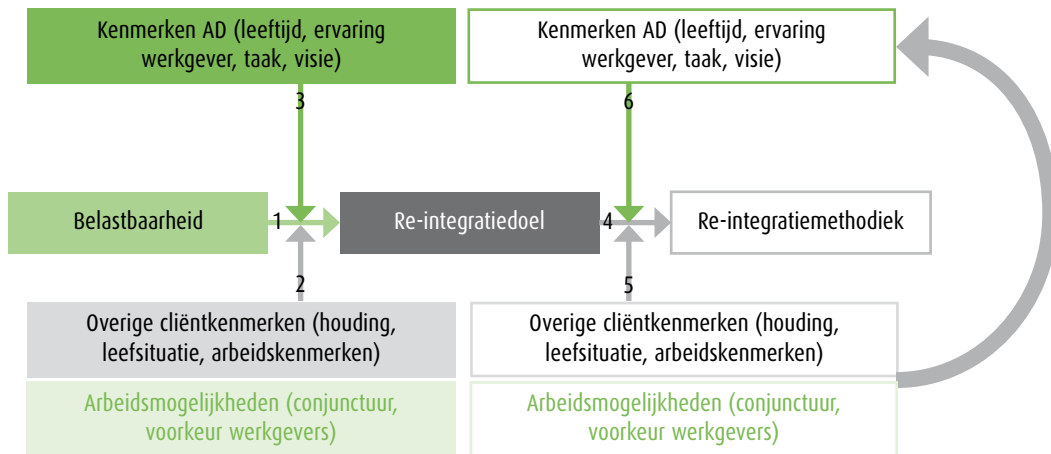 Kenmerken AD (leeftijd, ervaring
werkgever, taak, visie)
Kenmerken AD (leeftijd, ervaring
werkgever, taak, visie)
3
6
Belastbaarheid
1
Re-integratiedoel
4
Re-integratiemethodiek
2
5
Overige cliëntkenmerken (houding,
leefsituatie, arbeidskenmerken)
Overige cliëntkenmerken (houding,
leefsituatie, arbeidskenmerken)
Arbeidsmogelijkheden (conjunctuur,
voorkeur werkgevers)
Arbeidsmogelijkheden (conjunctuur,
voorkeur werkgevers)